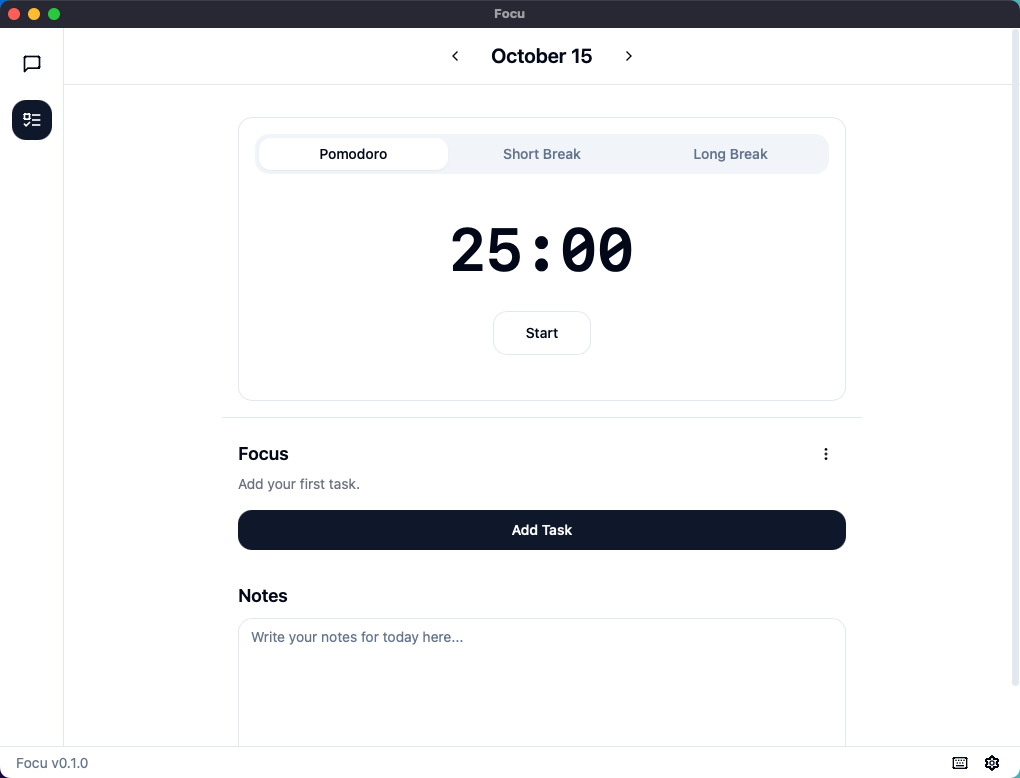 Focu
October 15
Pomodoro Short Break Long Break
25:00
Start
Focus
Add your first task.
Add Task
Notes
Write your notes for today here...
Focu v0.1.0